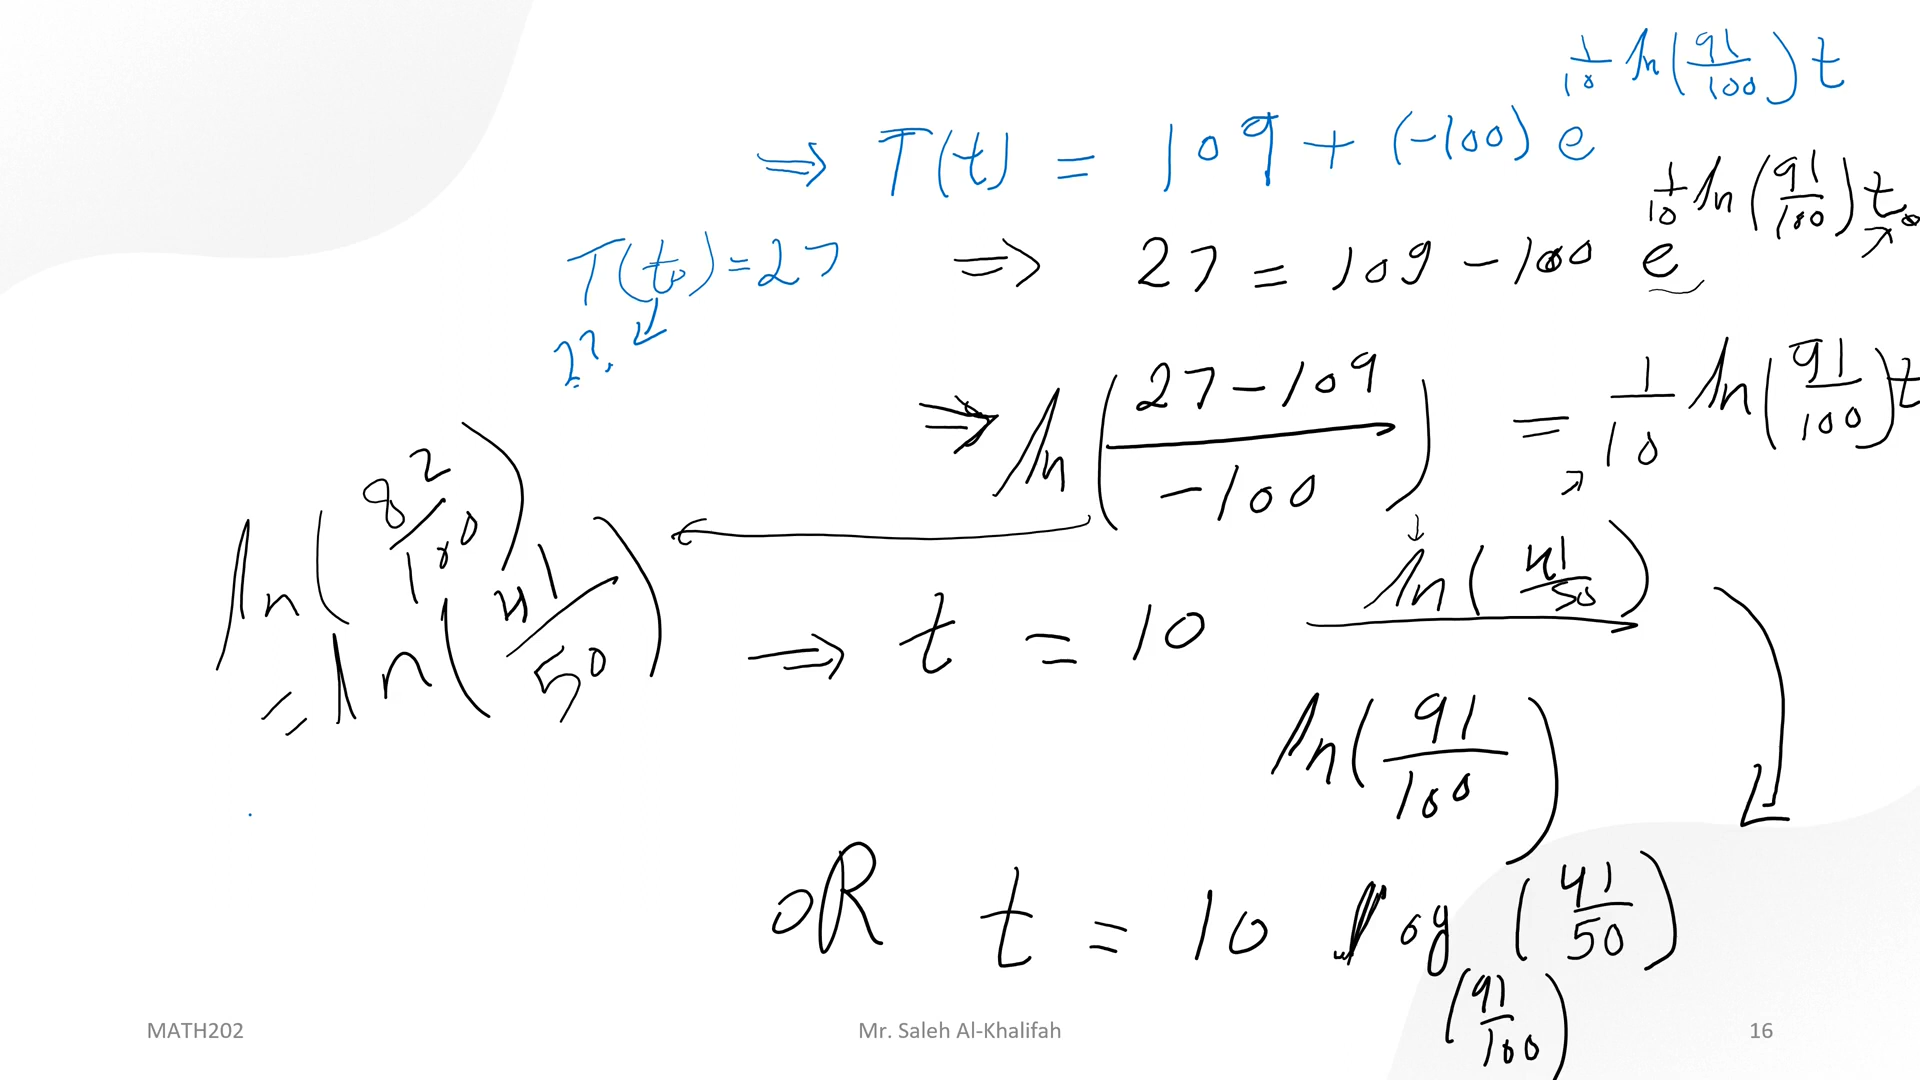 ⇒ T(t) = 109 + (-100) e^{1/10 ln(91/100) t}
T(t₀) = 27 ⇒ 27 = 109 - 100 e^{1/10 ln(91/100) t₀}
??
⇒ ln((27-109)/(-100)) = 1/10 ln(91/100) t
ln(82/100)
= ln(41/50) ⇒ t = 10 ln(41/50) / ln(91/100)
OR t = 10 log_{(91/100)} (41/50)
MATH202 Mr. Saleh Al-Khalifah 16